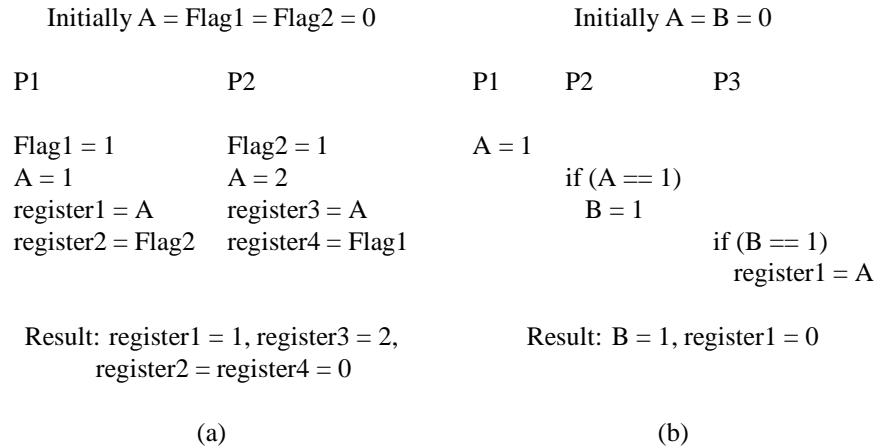 Initially A = Flag1 = Flag2 = 0
P1 P2
Flag1 = 1 Flag2 = 1
A = 1 A = 2
register1 = A register3 = A
register2 = Flag2 register4 = Flag1
Result: register1 = 1, register3 = 2,
register2 = register4 = 0
(a)
Initially A = B = 0
P1 P2 P3
A = 1
if (A == 1)
B = 1
if (B == 1)
register1 = A
Result: B = 1, register1 = 0
(b)